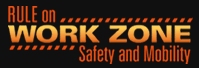 RULE on
WORK ZONE
Safety and Mobility